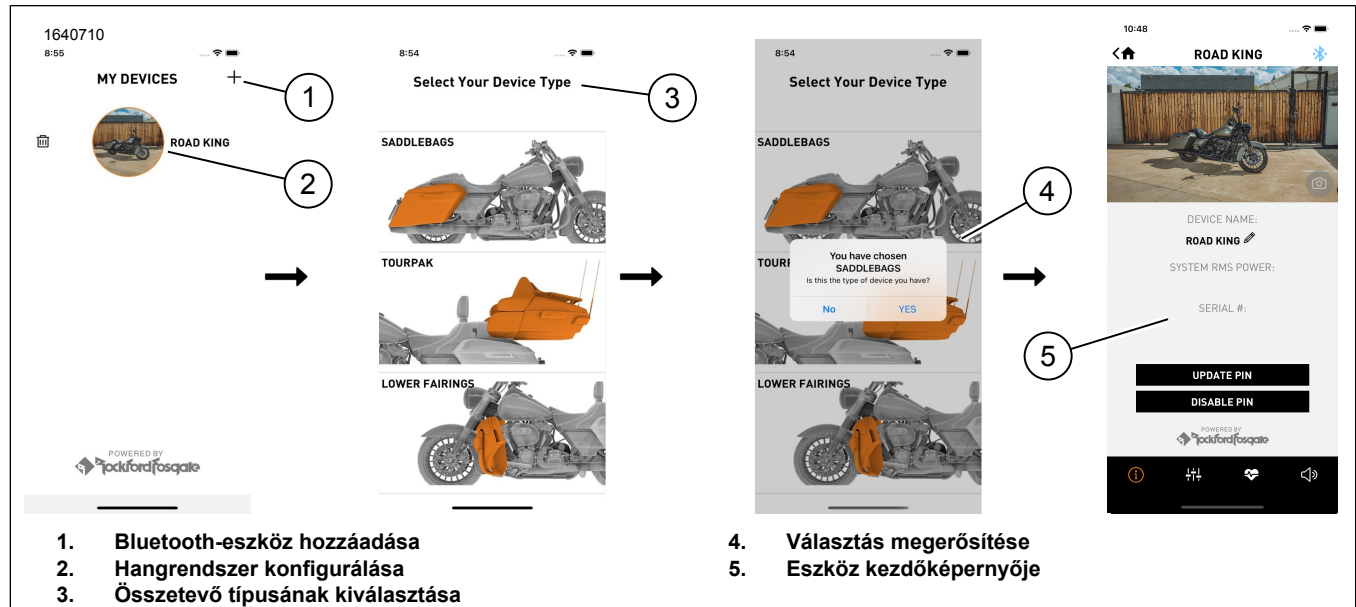 1640710
8:55
MY DEVICES
+
1
2
ROAD KING
POWERED BY
Rockford Fosgate
8:54
Select Your Device Type
3
SADDLEBAGS
TOURPAK
LOWER FAIRINGS
8:54
Select Your Device Type
SADDLEBAGS
4
TOURP
You have chosen
SADDLEBAGS
Is this the type of device you have?
No YES
LOWER FAIRINGS
10:48
ROAD KING
DEVICE NAME:
ROAD KING
SYSTEM RMS POWER:
SERIAL #:
5
UPDATE PIN
DISABLE PIN
POWERED BY
Rockford Fosgate
1. Bluetooth-eszköz hozzáadása
2. Hangrendszer konfigurálása
3. Összetevő típusának kiválasztása
4. Választás megerősítése
5. Eszköz kezdőképernyője